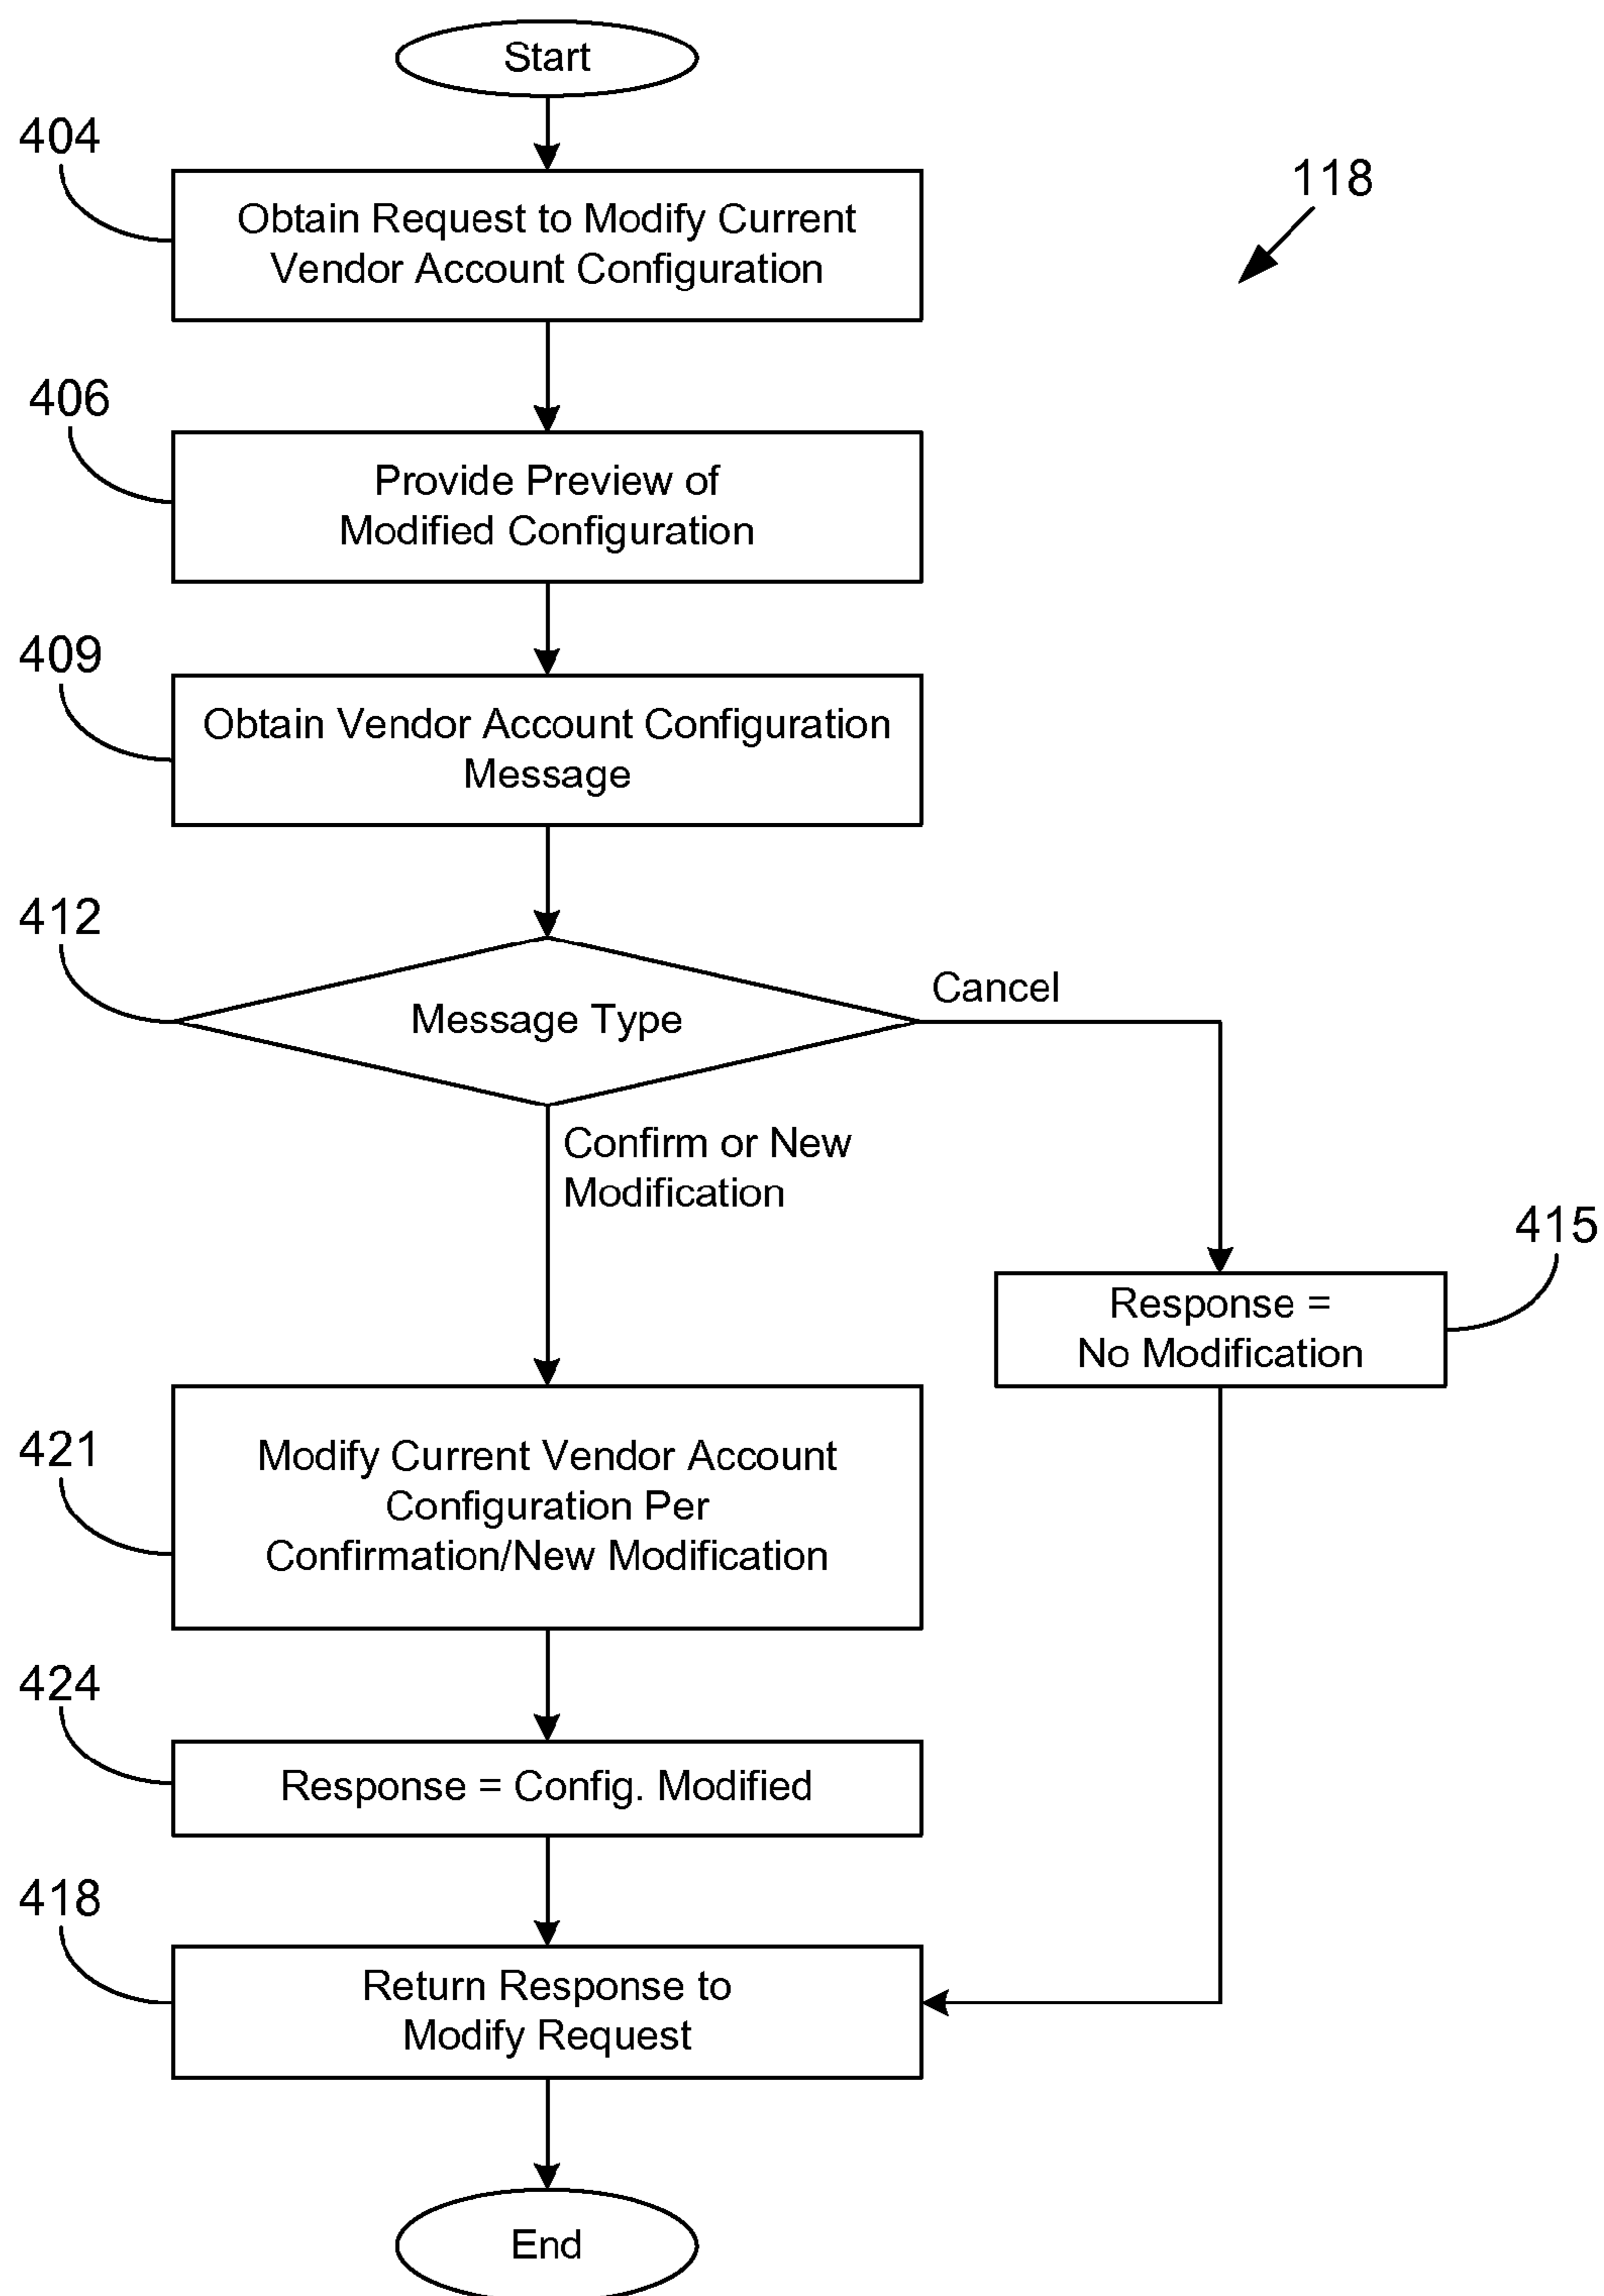 Start
404
118
Obtain Request to Modify Current
Vendor Account Configuration
406
Provide Preview of
Modified Configuration
409
Obtain Vendor Account Configuration
Message
412
Message Type
Cancel
Confirm or New
Modification
415
Response =
No Modification
421
Modify Current Vendor Account
Configuration Per
Confirmation/New Modification
424
Response = Config. Modified
418
Return Response to
Modify Request
End